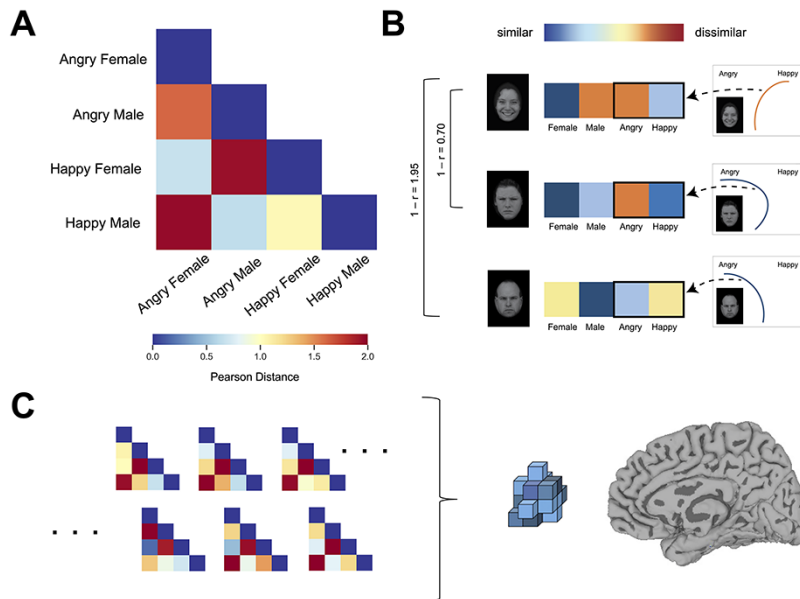 A
Angry Female
Angry Male
Happy Female
Happy Male
Angry Female
Angry Male
Happy Female
Happy Male
0.0 0.5 1.0 1.5 2.0
Pearson Distance
B
similar dissimilar
1 – r = 1.95
1 – r = 0.70
Female Male Angry Happy
Angry Happy
Female Male Angry Happy
Angry Happy
Female Male Angry Happy
Angry Happy
C
. . .
. . .